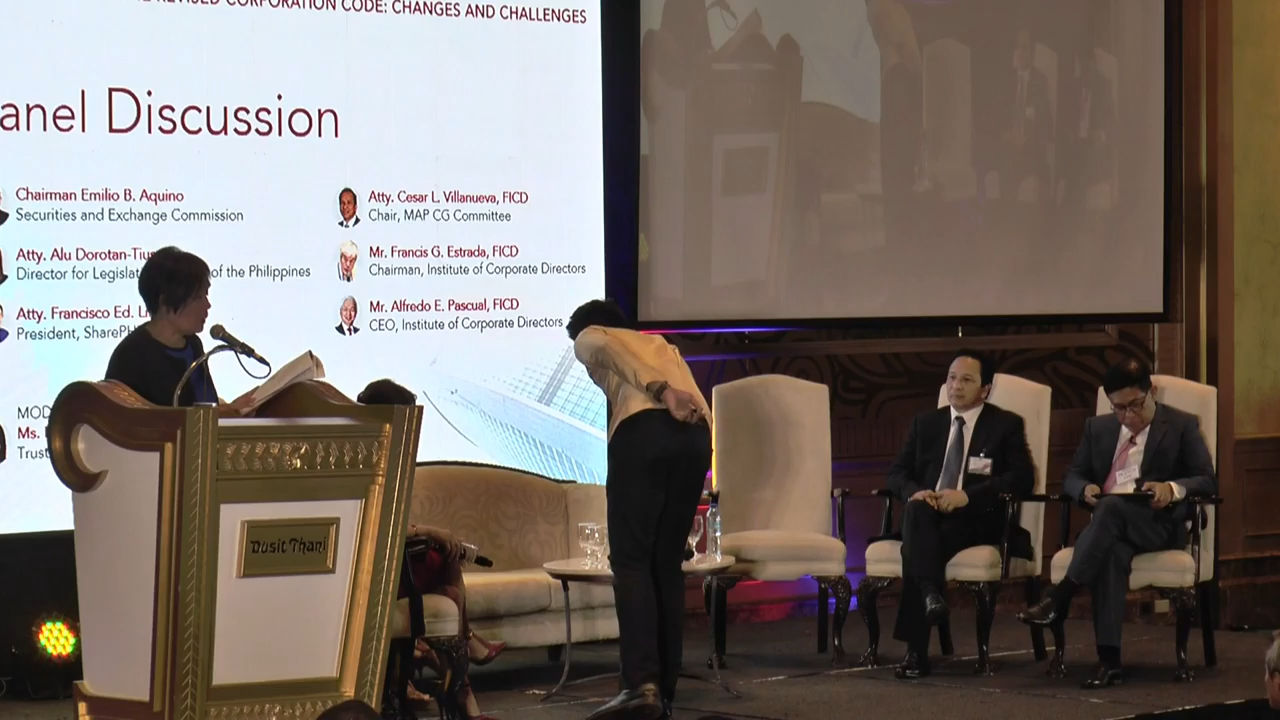 REVISED CORPORATION CODE: CHANGES AND CHALLENGES
anel Discussion
Chairman Emilio B. Aquino
Securities and Exchange Commission
Atty. Alu Dorotan-Tiu
Director for Legislat of the Philippines
Atty. Francisco Ed. L
President, SharePH
Atty. Cesar L. Villanueva, FICD
Chair, MAP CG Committee
Mr. Francis G. Estrada, FICD
Chairman, Institute of Corporate Directors
Mr. Alfredo E. Pascual, FICD
CEO, Institute of Corporate Directors
MOD
Ms.
Trust
Dusit Thani